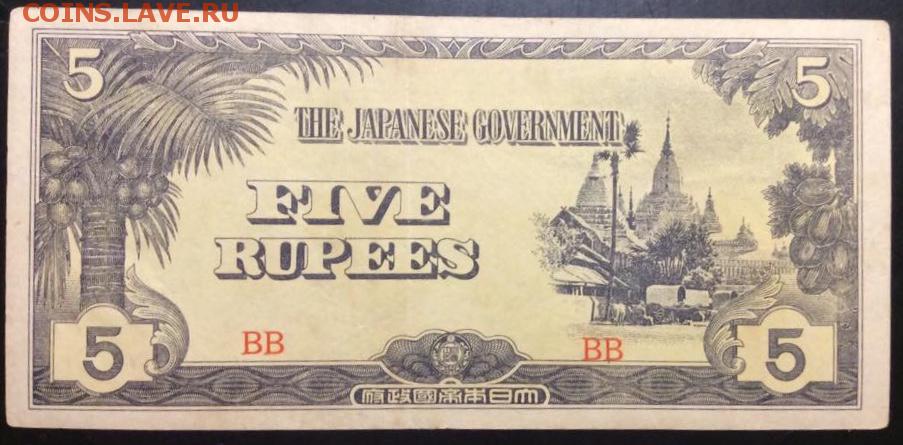 COINS.LAVE.RU
5 5
THE JAPANESE GOVERNMENT
FIVE
RUPEES
BB BB
5 5
府政國帝本日大